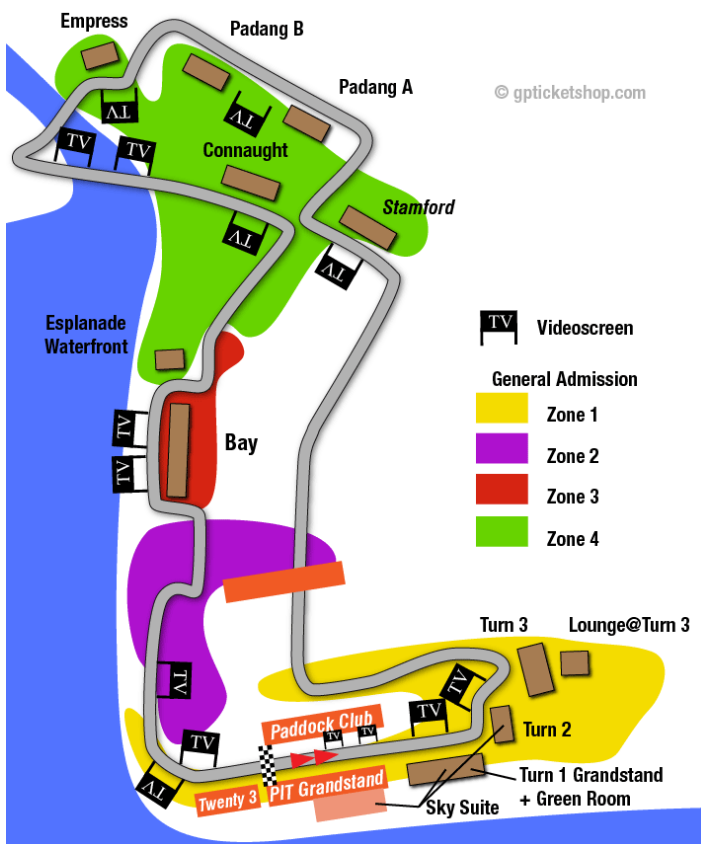 Empress
Padang B
Padang A
© gpticketshop.com
TV
TV
TV
TV
Connaught
Stamford
TV
TV
Esplanade
Waterfront
TV
Videoscreen
General Admission
Zone 1
Zone 2
Zone 3
Zone 4
TV
TV
Bay
Turn 3
Lounge@Turn 3
TV
TV
TV
Paddock Club
TV
TV
TV
Turn 2
TV
Twenty 3
PIT Grandstand
Sky Suite
Turn 1 Grandstand
+ Green Room